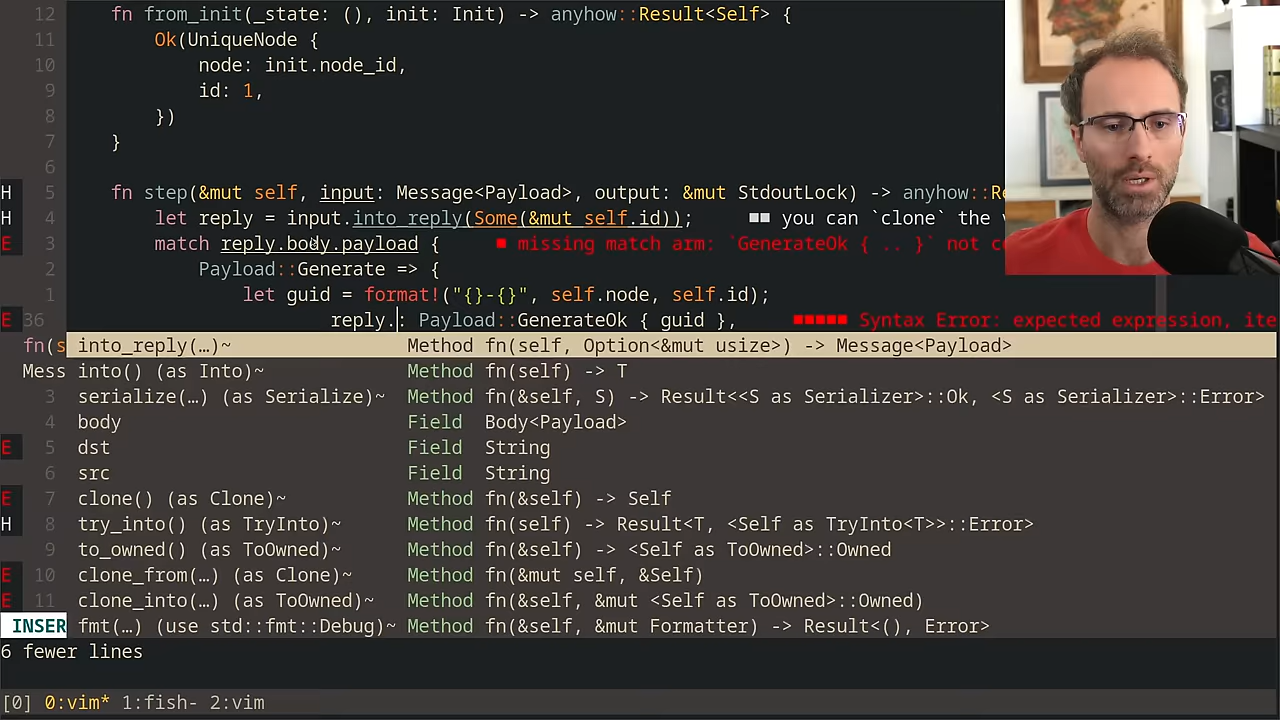 12 fn from_init(_state: (), init: Init) -> anyhow::Result<Self> {
11 Ok(UniqueNode {
10 node: init.node_id,
9 id: 1,
8 })
7 }
6
H 5 fn step(&mut self, input: Message<Payload>, output: &mut StdoutLock) -> anyhow::Re
H 4 let reply = input.into_reply(Some(&mut self.id)); ■■ you can `clone` the v
E 3 match reply.body.payload { ■ missing match arm: `GenerateOk { .. }` not co
2 Payload::Generate => {
1 let guid = format!("{}-{}", self.node, self.id);
E 36 reply.: Payload::GenerateOk { guid }, ■■■■■ Syntax Error: expected expression, ite
fn(s into_reply(…)~ Method fn(self, Option<&mut usize>) -> Message<Payload>
Mess into() (as Into)~ Method fn(self) -> T
3 serialize(…) (as Serialize)~ Method fn(&self, S) -> Result<<S as Serializer>::Ok, <S as Serializer>::Error>
4 body Field Body<Payload>
E 5 dst Field String
6 src Field String
E 7 clone() (as Clone)~ Method fn(&self) -> Self
H 8 try_into() (as TryInto)~ Method fn(self) -> Result<T, <Self as TryInto<T>>::Error>
9 to_owned() (as ToOwned)~ Method fn(&self) -> <Self as ToOwned>::Owned
E 10 clone_from(…) (as Clone)~ Method fn(&mut self, &Self)
E 11 clone_into(…) (as ToOwned)~ Method fn(&self, &mut <Self as ToOwned>::Owned)
INSER fmt(…) (use std::fmt::Debug)~ Method fn(&self, &mut Formatter) -> Result<(), Error>
6 fewer lines
[0] 0:vim* 1:fish- 2:vim